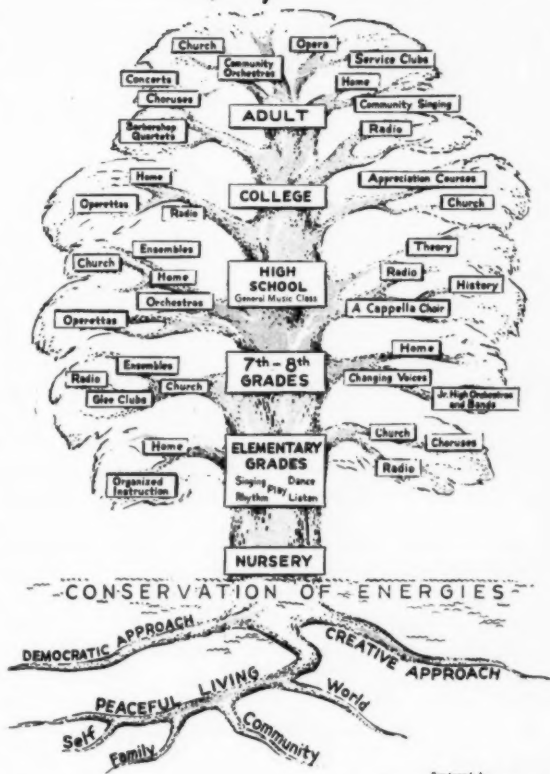 Church
Opera
Community
Orchestras
Service Clubs
Concerts
Home
Choruses
Community Singing
ADULT
Barbershop
Quartets
Radio
Home
Appreciation Courses
COLLEGE
Operettas
Radio
Church
Ensembles
Theory
Church
Home
HIGH
SCHOOL
General Music Class
Radio
History
Orchestras
A Cappella Choir
Operettas
Home
Ensembles
7th-8th
GRADES
Radio
Church
Changing Voices
Glee Clubs
Jr. High Orchestras
and Bands
Church
Home
ELEMENTARY
GRADES
Choruses
Singing Dance
Play
Rhythm Listen
Radio
Organized
Instruction
NURSERY
CONSERVATION OF ENERGIES
DEMOCRATIC APPROACH
CREATIVE APPROACH
PEACEFUL LIVING
World
Self
Family
Community